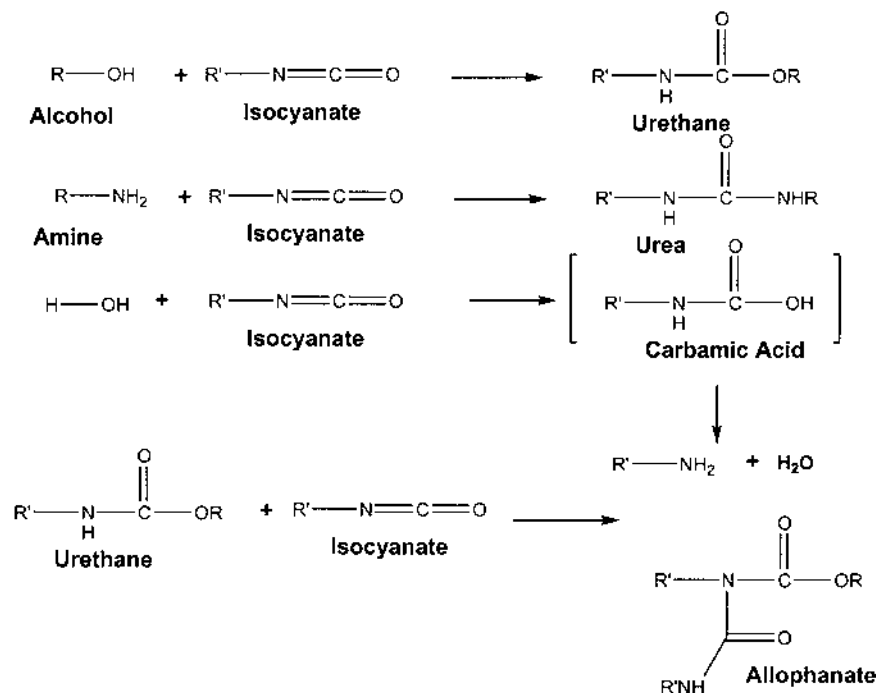 R—OH + R'—N=C=O → R'—N—C—OR
H
O
Alcohol Isocyanate Urethane
R—NH₂ + R'—N=C=O → R'—N—C—NHR
H
O
Amine Isocyanate Urea
H—OH + R'—N=C=O → [R'—N—C—OH]
H
O
Isocyanate Carbamic Acid
R'—NH₂ + H₂O
R'—N—C—OR + R'—N=C=O →
H
O
Urethane Isocyanate
O
R'—N—C—OR
C=O
R'NH
Allophanate